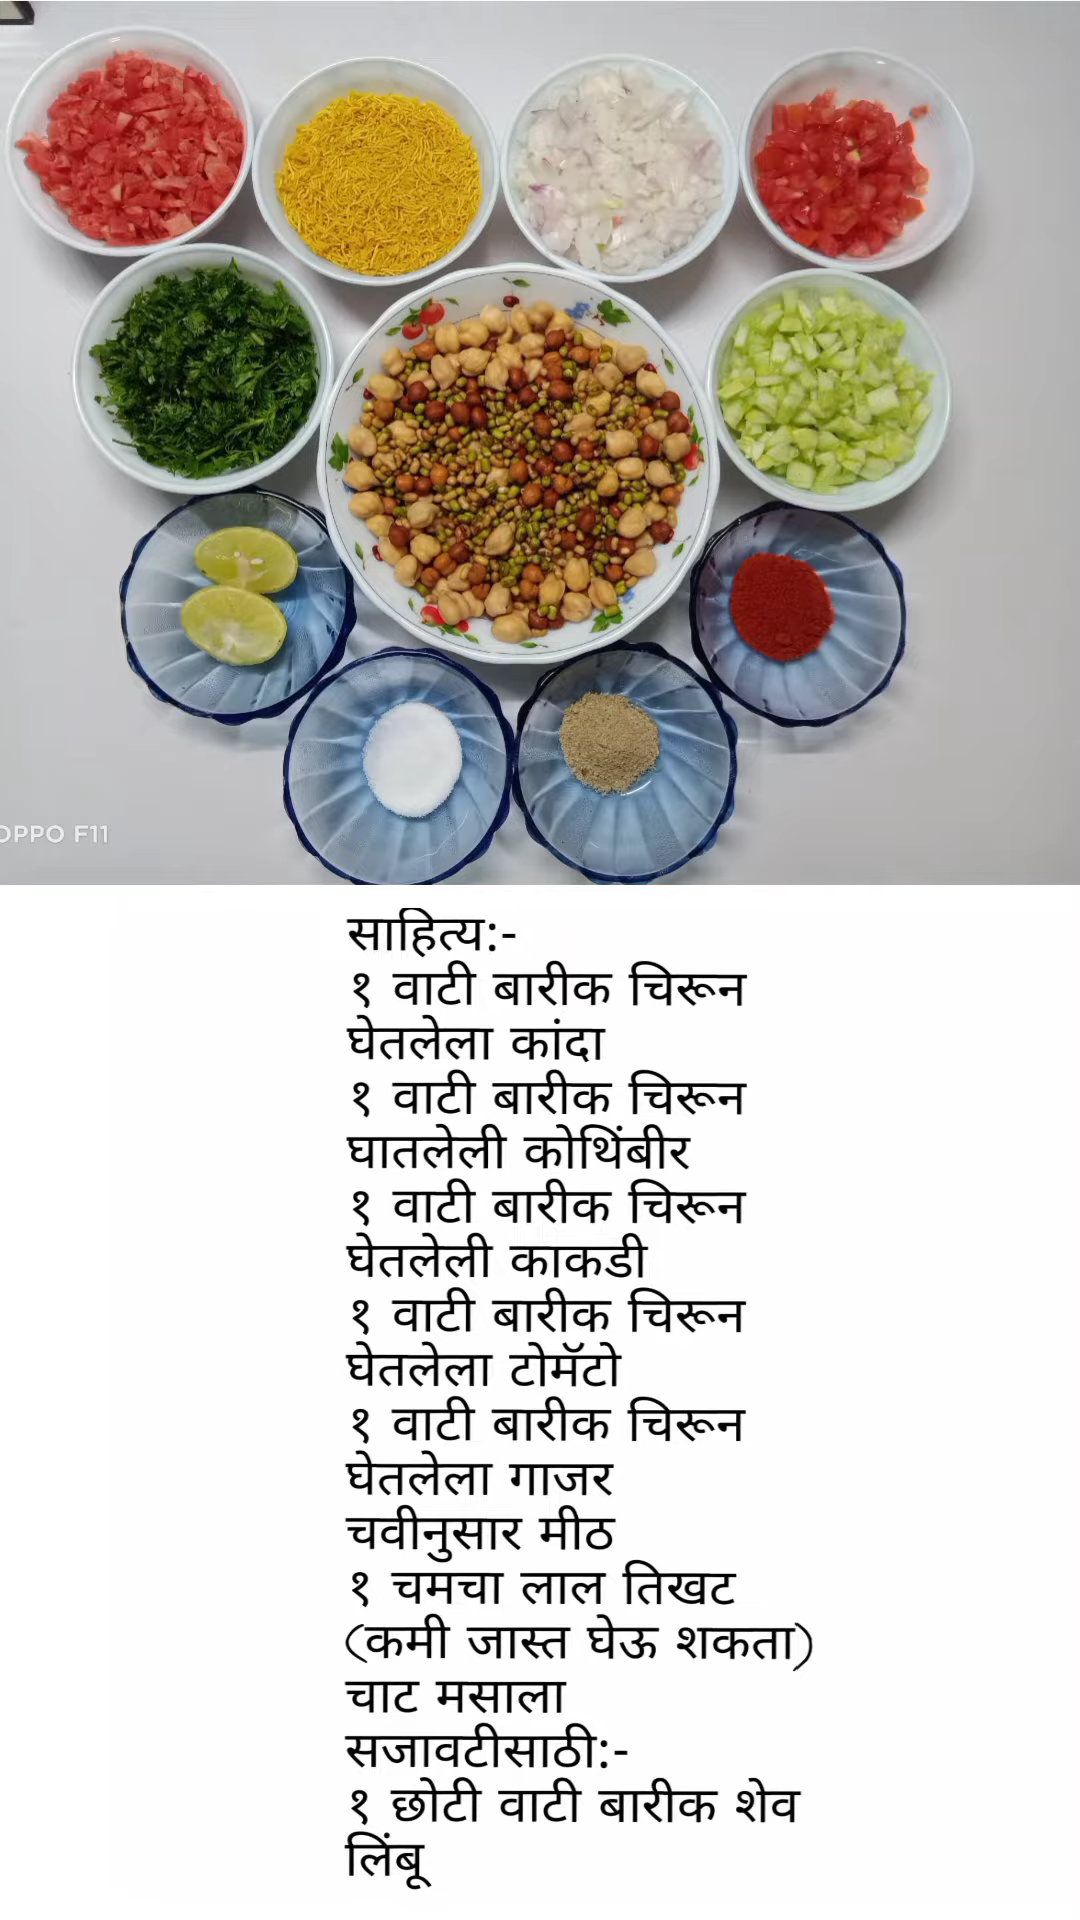 OPPO F11
साहित्य:-
१ वाटी बारीक चिरून
घेतलेला कांदा
१ वाटी बारीक चिरून
घातलेली कोथिंबीर
१ वाटी बारीक चिरून
घेतलेली काकडी
१ वाटी बारीक चिरून
घेतलेला टोमॅटो
१ वाटी बारीक चिरून
घेतलेला गाजर
चवीनुसार मीठ
१ चमचा लाल तिखट
(कमी जास्त घेऊ शकता)
चाट मसाला
सजावटीसाठी:-
१ छोटी वाटी बारीक शेव
लिंबू